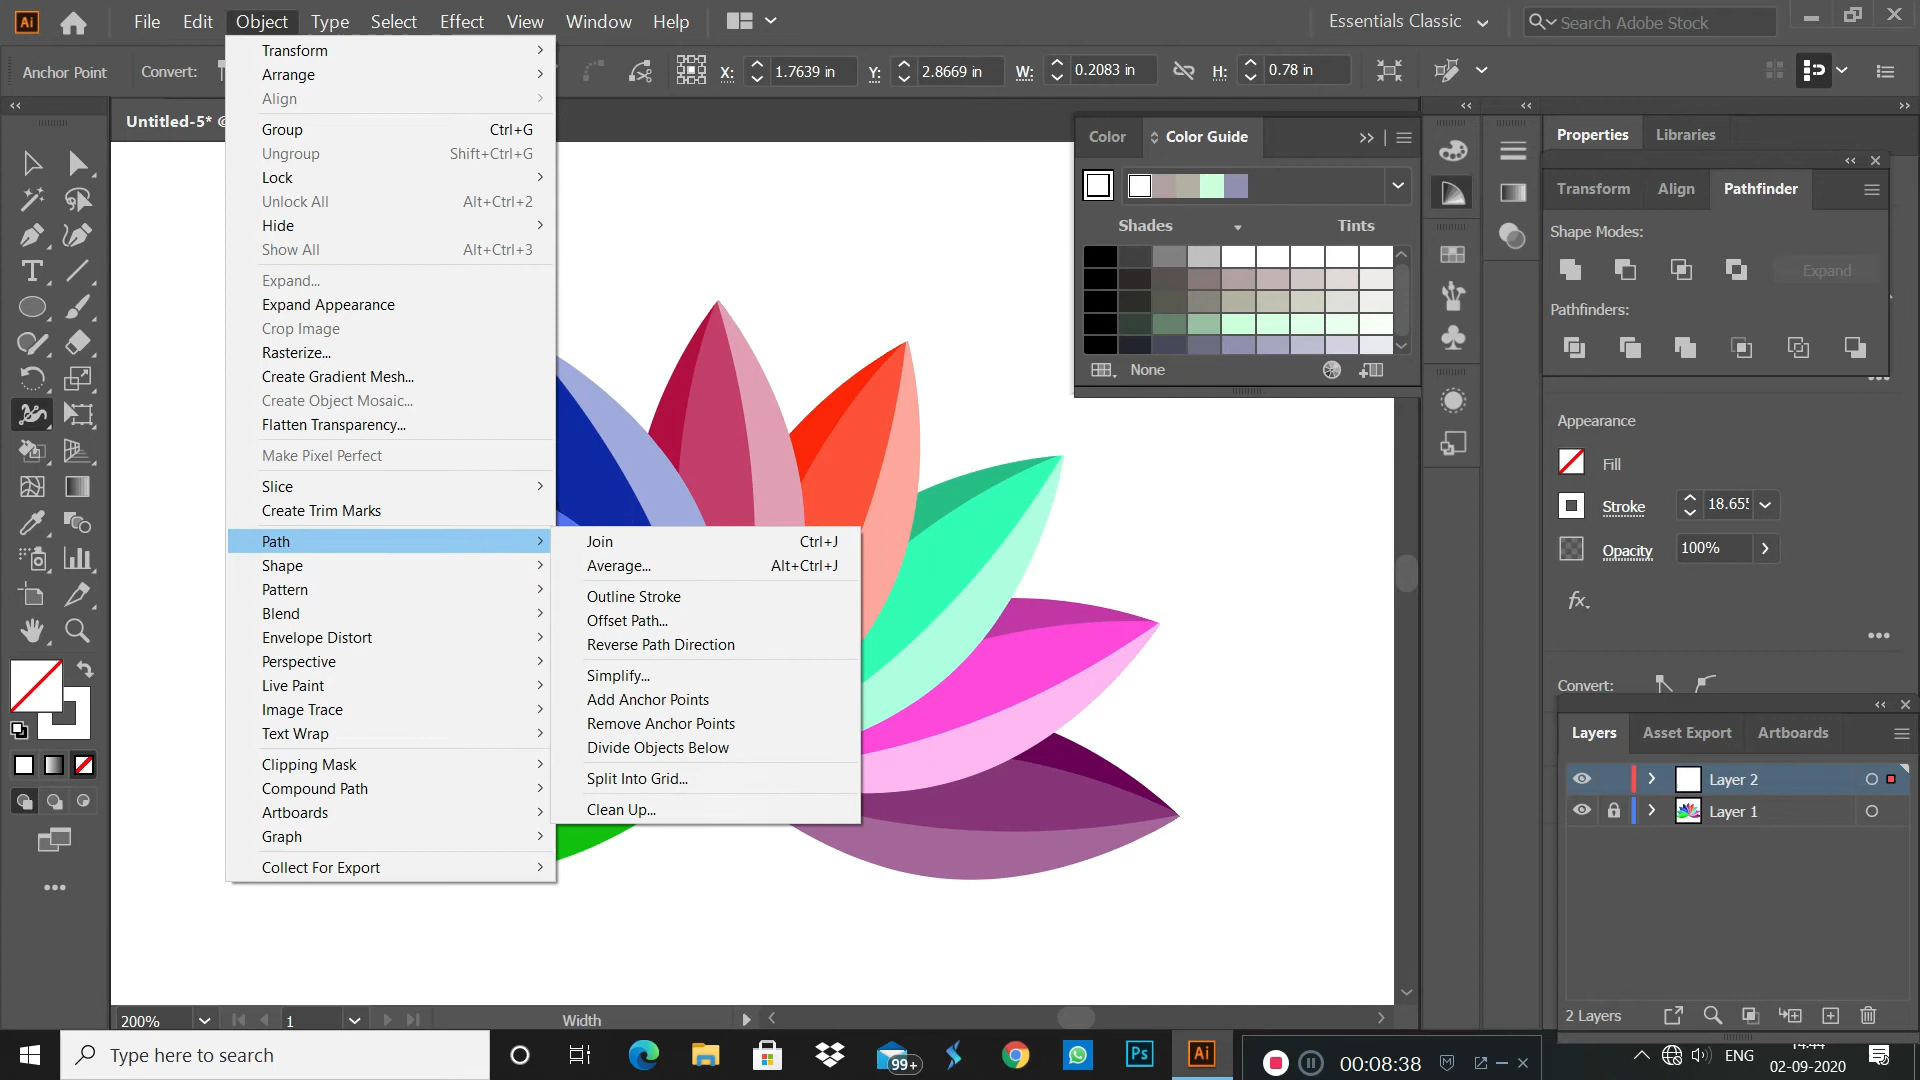 Ai File Edit Object Type Select Effect View Window Help Essentials Classic Search Adobe Stock
Anchor Point Convert: X: 1.7639 in Y: 2.8669 in W: 0.2083 in H: 0.78 in
Untitled-5*
Transform
Arrange
Align
Group Ctrl+G
Ungroup Shift+Ctrl+G
Lock
Unlock All Alt+Ctrl+2
Hide
Show All Alt+Ctrl+3
Expand...
Expand Appearance
Crop Image
Rasterize...
Create Gradient Mesh...
Create Object Mosaic...
Flatten Transparency...
Make Pixel Perfect
Slice
Create Trim Marks
Path
Shape
Pattern
Blend
Envelope Distort
Perspective
Live Paint
Image Trace
Text Wrap
Clipping Mask
Compound Path
Artboards
Graph
Collect For Export
Join Ctrl+J
Average... Alt+Ctrl+J
Outline Stroke
Offset Path...
Reverse Path Direction
Simplify...
Add Anchor Points
Remove Anchor Points
Divide Objects Below
Split Into Grid...
Clean Up...
Color Color Guide
Shades Tints
None
Properties Libraries
Transform Align Pathfinder
Shape Modes:
Expand
Pathfinders:
Appearance
Fill
Stroke 18.655
Opacity 100%
fx.
Convert:
Layers Asset Export Artboards
Layer 2
Layer 1
2 Layers
200% 1 Width
Type here to search
99+
Ps
Ai
00:08:38
ENG
14:44
02-09-2020